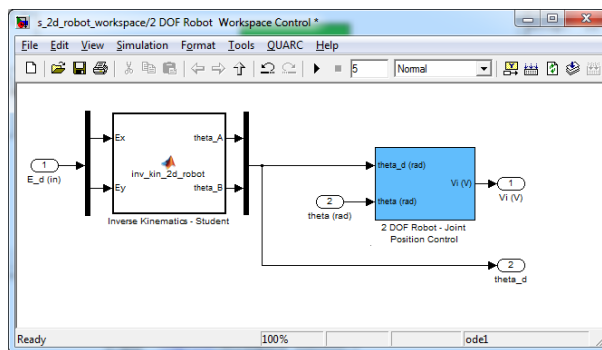 s_2d_robot_workspace/2 DOF Robot Workspace Control *
File Edit View Simulation Format Tools QUARC Help
5 Normal
Ex theta_A
1
E_d (in)
inv_kin_2d_robot
Ey theta_B
Inverse Kinematics - Student
theta_d (rad)
Vi (V)
1
Vi (V)
2
theta (rad)
theta (rad)
2 DOF Robot - Joint
Position Control
2
theta_d
Ready 100% ode1